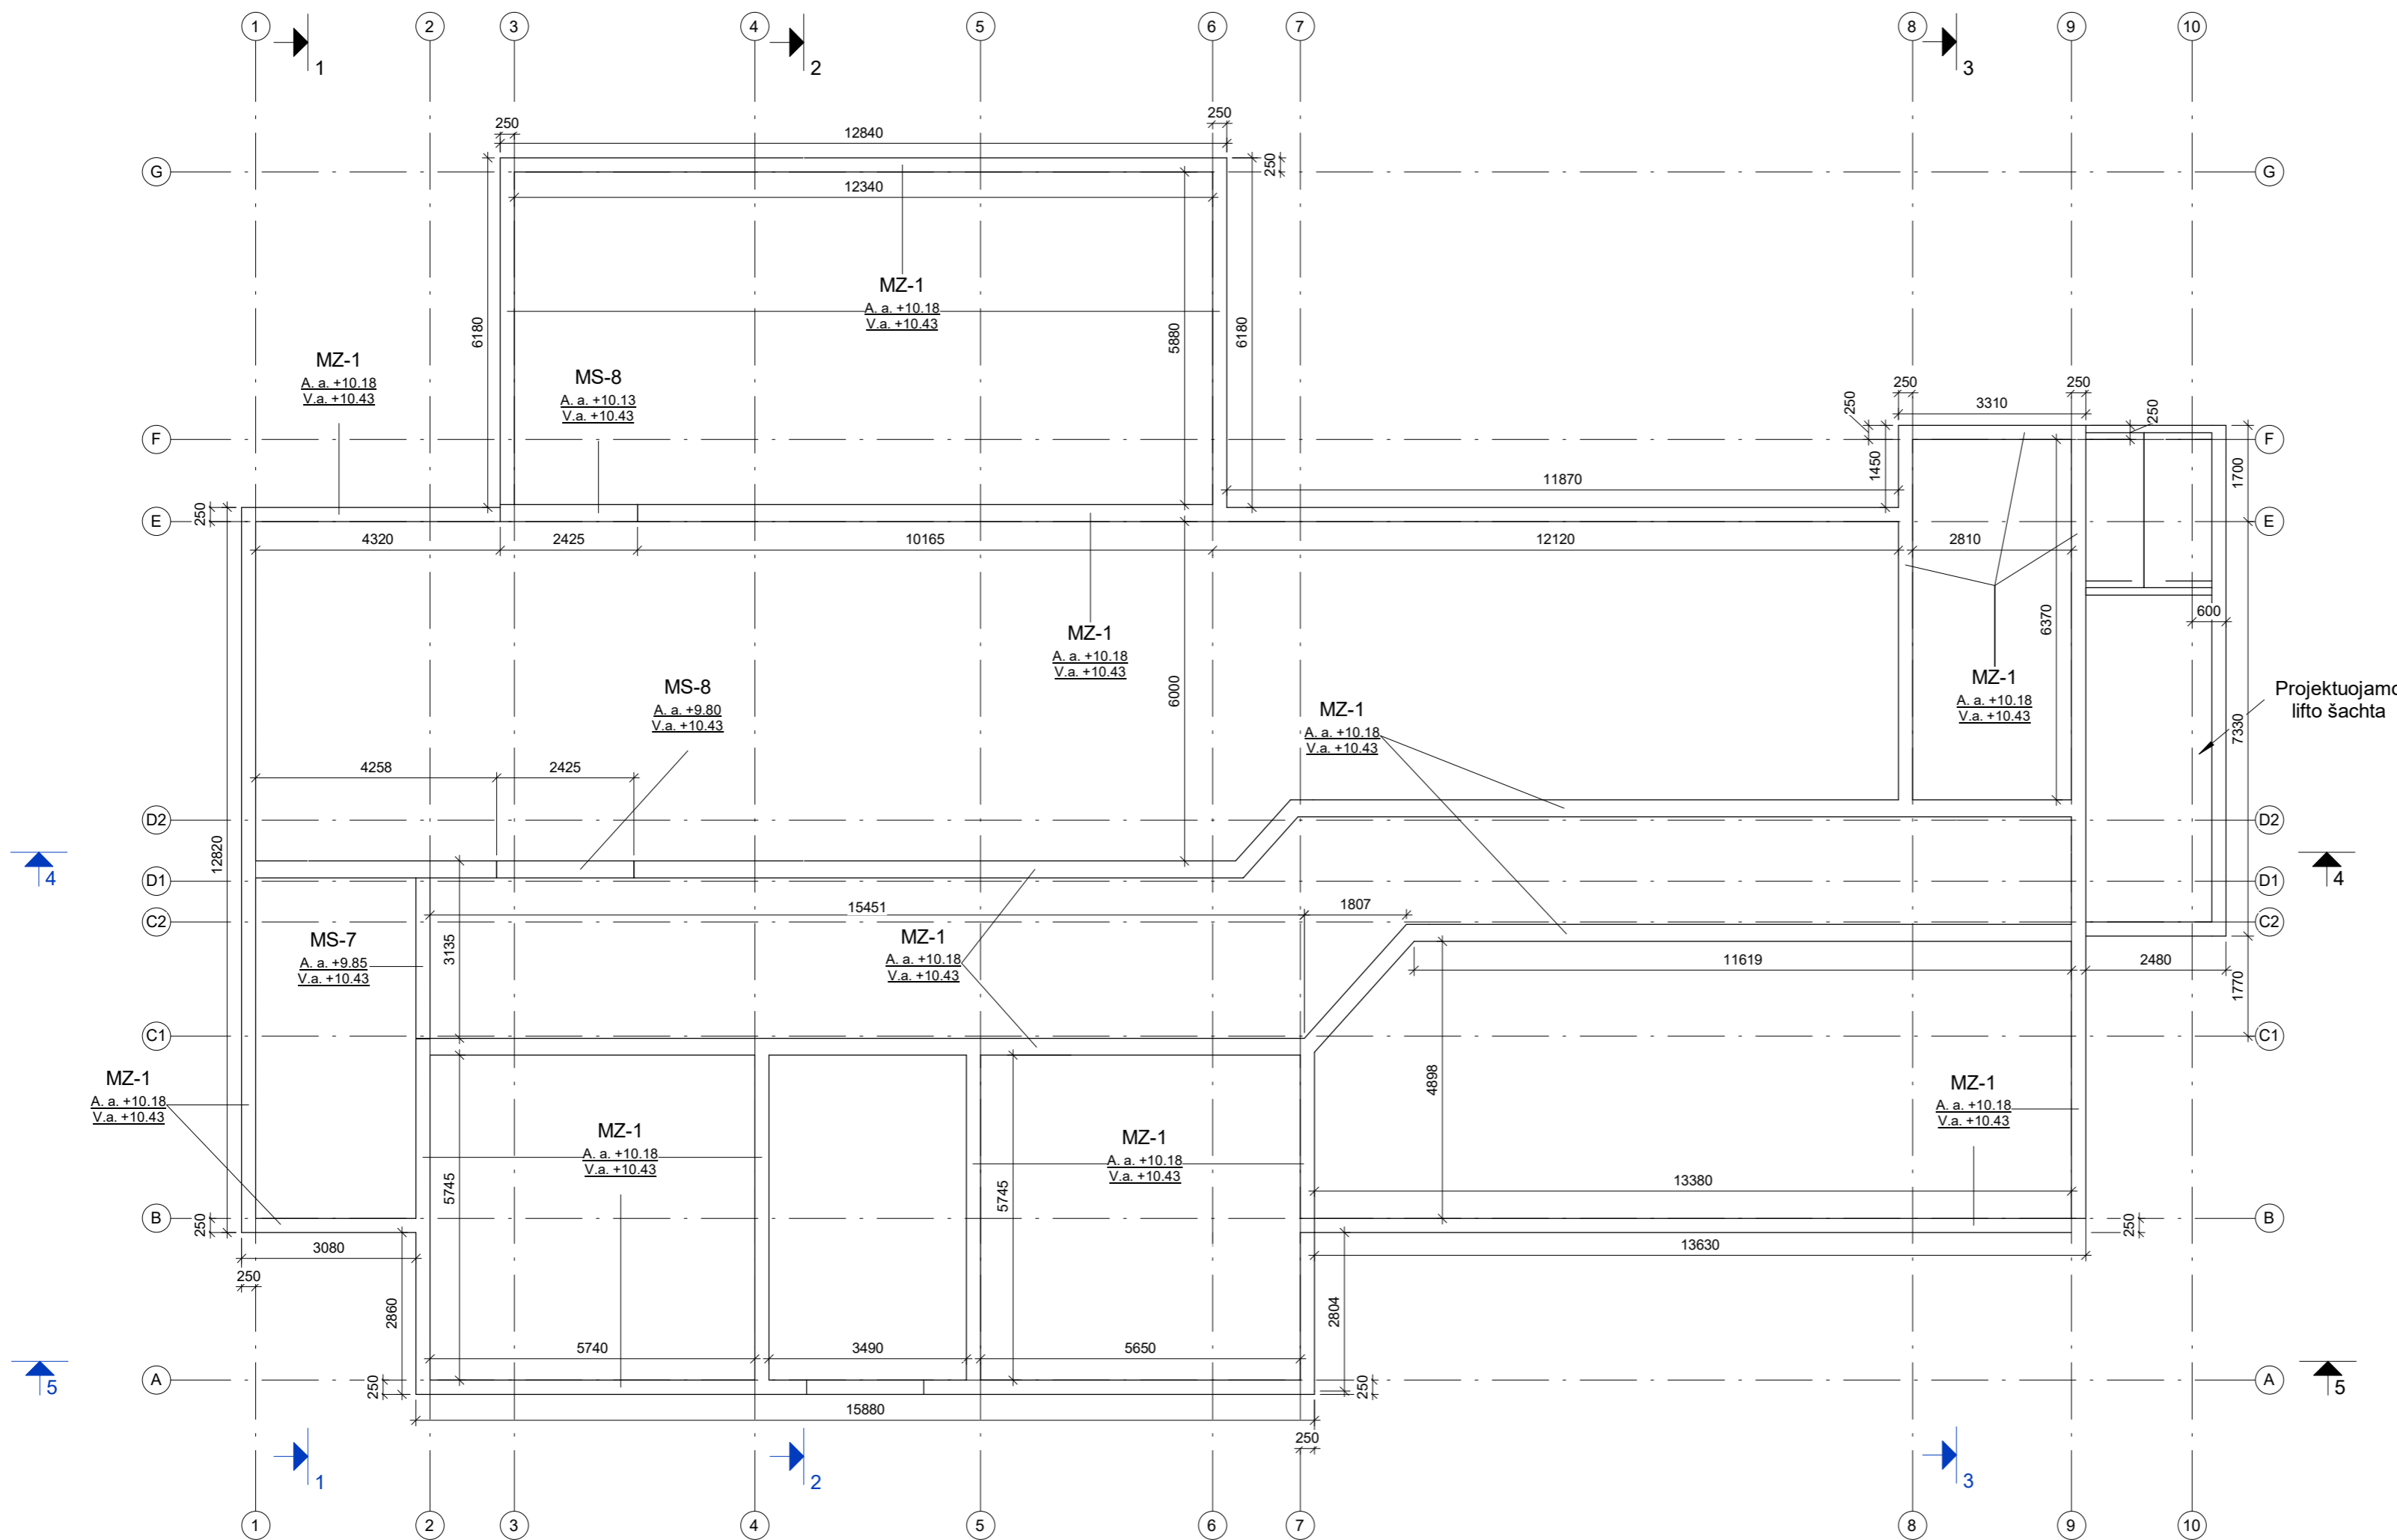 1 2 3 4 5 6 7 8 9 10
1 2 3
250 12840 250
G 250 G
12340
MZ-1
A. a. +10.18
V.a. +10.43
6180 5880 6180
MZ-1
A. a. +10.18
V.a. +10.43
MS-8
A. a. +10.13
V.a. +10.43
250 250
250 3310 250
F F
1450 1700
11870
E 250 E
4320 2425 10165 12120 2810
600
MZ-1
A. a. +10.18
V.a. +10.43
6370
6000
MS-8
A. a. +9.80
V.a. +10.43
MZ-1
A. a. +10.18
V.a. +10.43
MZ-1
A. a. +10.18
V.a. +10.43
Projektuojamo
lifto šachta
7330
4258 2425
D2 D2
12820
4 4
D1 D1
15451 1807
C2 C2
3135
MS-7
A. a. +9.85
V.a. +10.43
MZ-1
A. a. +10.18
V.a. +10.43
11619 2480
1770
C1 C1
MZ-1
A. a. +10.18
V.a. +10.43
4898
MZ-1
A. a. +10.18
V.a. +10.43
MZ-1
A. a. +10.18
V.a. +10.43
MZ-1
A. a. +10.18
V.a. +10.43
5745 5745
13380
B 250 250 B
3080 13630
250
2860 2804
5740 3490 5650
5 5
A 250 250 A
15880
250
1 2 3
1 2 3 4 5 6 7 8 9 10